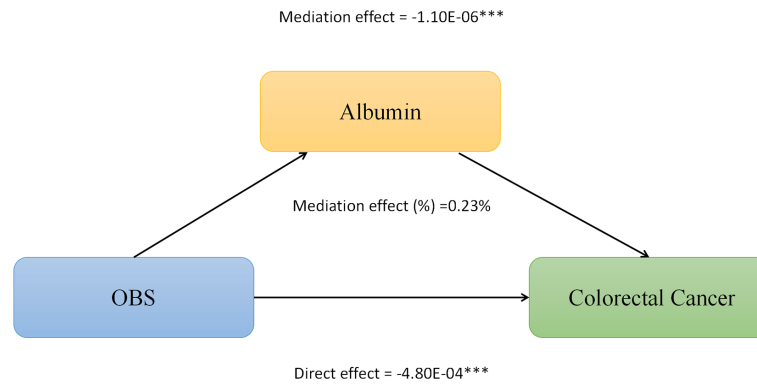 Mediation effect = -1.10E-06***
Albumin
Mediation effect (%) =0.23%
OBS
Colorectal Cancer
Direct effect = -4.80E-04***